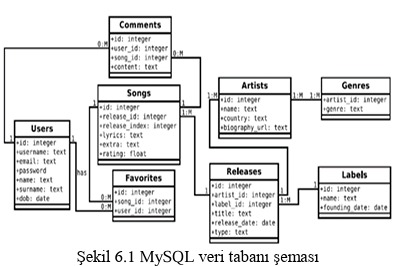 Comments
+id: integer
+user_id: integer
+song_id: integer
+content: text
0:M
0:M
Songs
+id: integer
+release_id: integer
+release_index: integer
+lyrics: text
+extra: text
+rating: float
1
1
1:M
Artists
+id: integer
+name: text
+country: text
+biography_url: text
1
1
1:M
1:M
Genres
+artist_id: integer
+genre: text
Users
+id: integer
+username: text
+email: text
+password
+name: text
+surname: text
+dob: date
1
1
has
0:M
0:M
Favorites
+id: integer
+song_id: integer
+user_id: integer
Releases
+id: integer
+artist_id: integer
+label_id: integer
+title: text
+release_date: date
+type: text
1
1
1:M
Labels
+id: integer
+name: text
+founding_date: date
1
Şekil 6.1 MySQL veri tabanı şeması